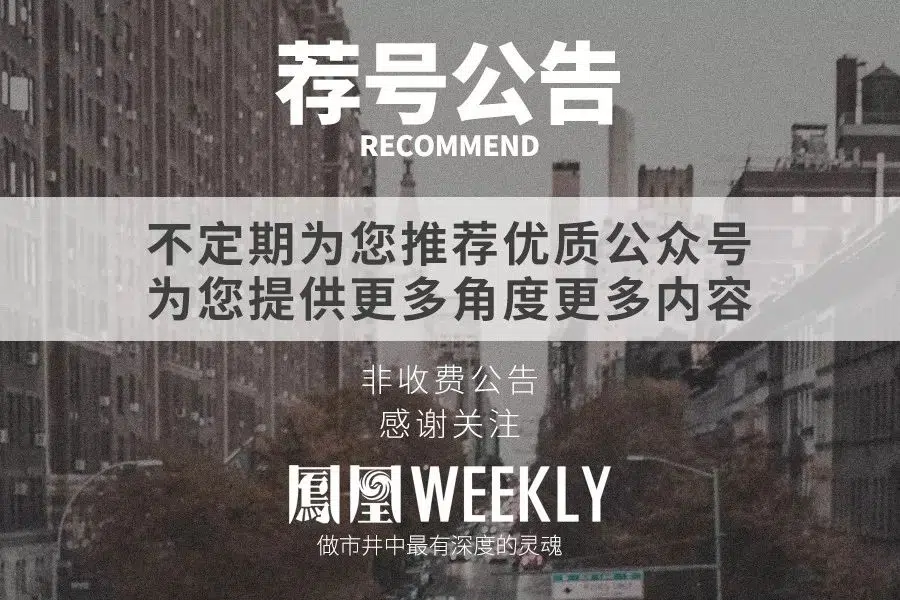 荐号公告
RECOMMEND
不定期为您推荐优质公众号
为您提供更多角度更多内容
非收费公告
感谢关注
鳳凰WEEKLY
做市井中最有深度的灵魂